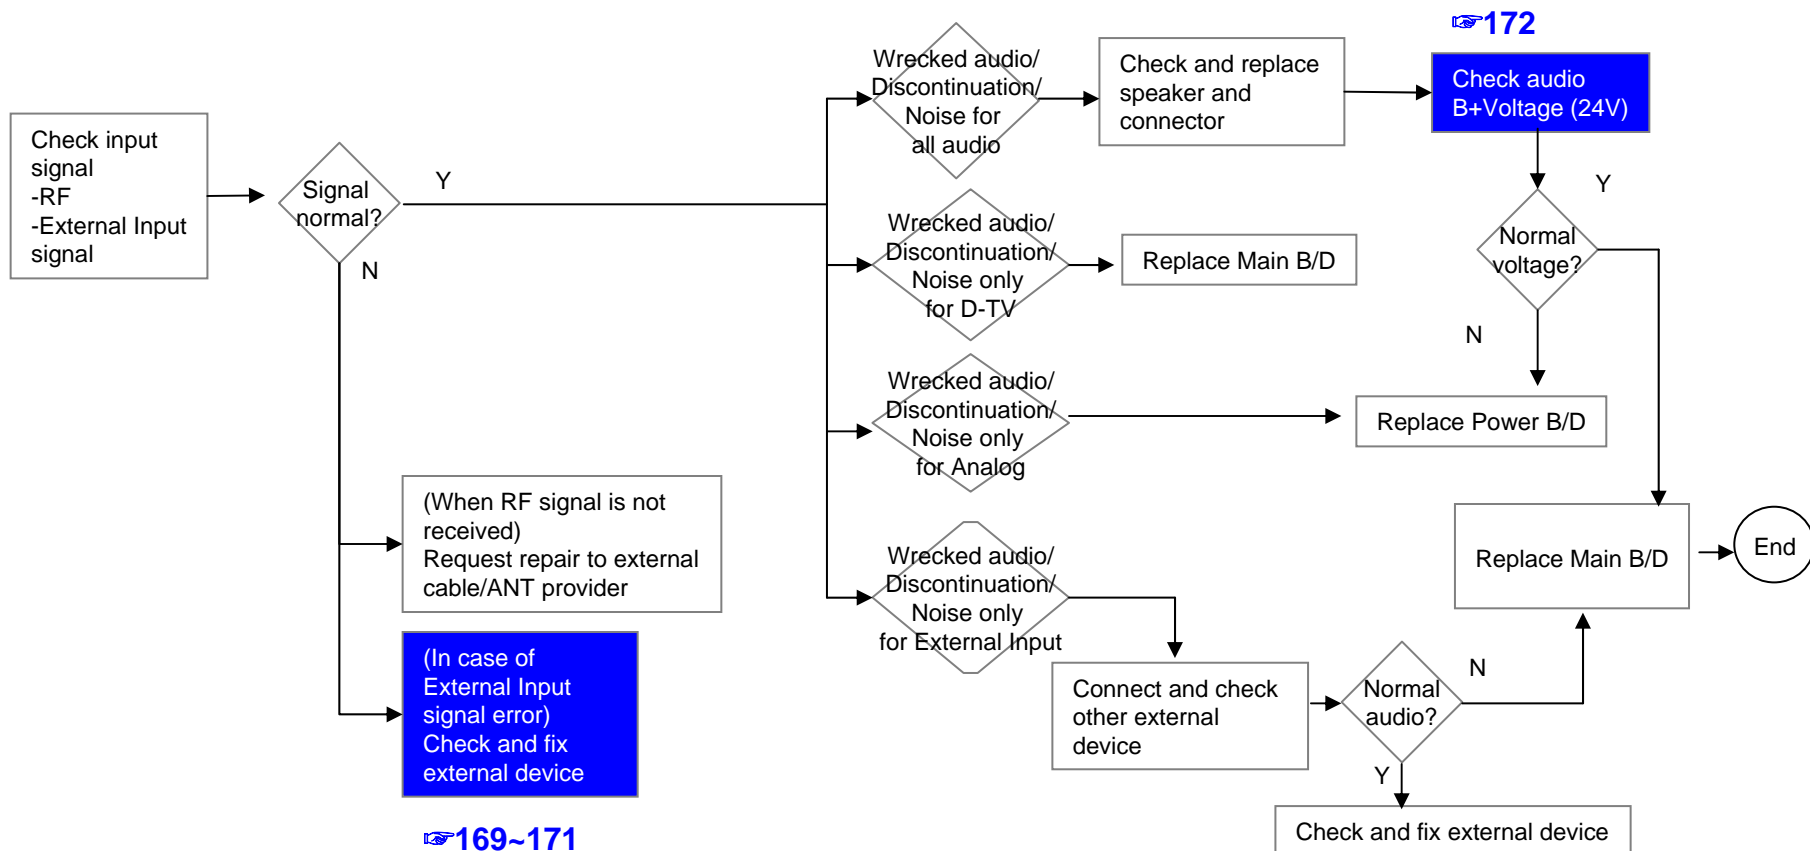 ☞172
Check input
signal
-RF
-External Input
signal
Signal
normal?
Y
N
Wrecked audio/
Discontinuation/
Noise for
all audio
Check and replace
speaker and
connector
Check audio
B+Voltage (24V)
Y
Normal
voltage?
N
Wrecked audio/
Discontinuation/
Noise only
for D-TV
Replace Main B/D
Wrecked audio/
Discontinuation/
Noise only
for Analog
Replace Power B/D
(When RF signal is not
received)
Request repair to external
cable/ANT provider
Wrecked audio/
Discontinuation/
Noise only
for External Input
Replace Main B/D
End
(In case of
External Input
signal error)
Check and fix
external device
☞169~171
Connect and check
other external
device
Normal
audio?
N
Y
Check and fix external device